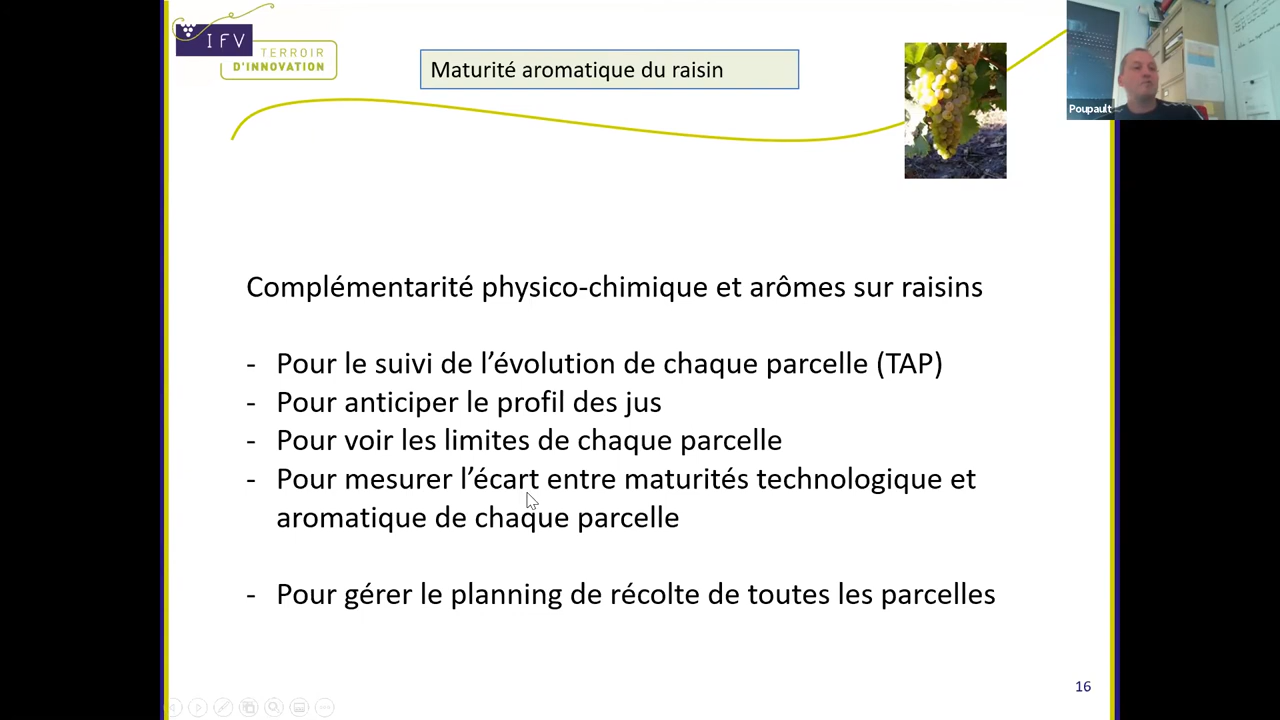 IFV
TERROIR
D'INNOVATION
Maturité aromatique du raisin
Poupault
Complémentarité physico-chimique et arômes sur raisins
- Pour le suivi de l’évolution de chaque parcelle (TAP)
- Pour anticiper le profil des jus
- Pour voir les limites de chaque parcelle
- Pour mesurer l’écart entre maturités technologique et
aromatique de chaque parcelle
- Pour gérer le planning de récolte de toutes les parcelles
16